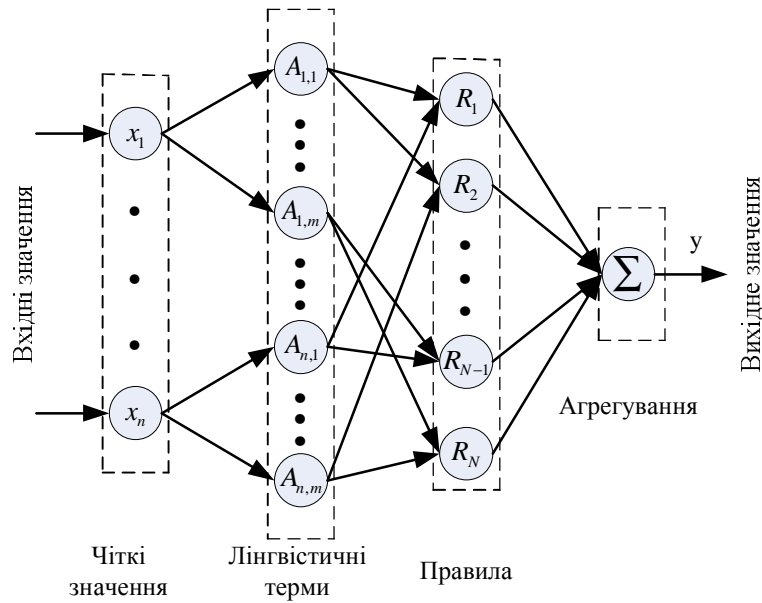 Вхідні значення
x1
xn
A1,1
A1,m
An,1
An,m
R1
R2
RN−1
RN
Σ
y
Вихідне значення
Агрегування
Чіткі
значення
Лінгвістичні
терми
Правила